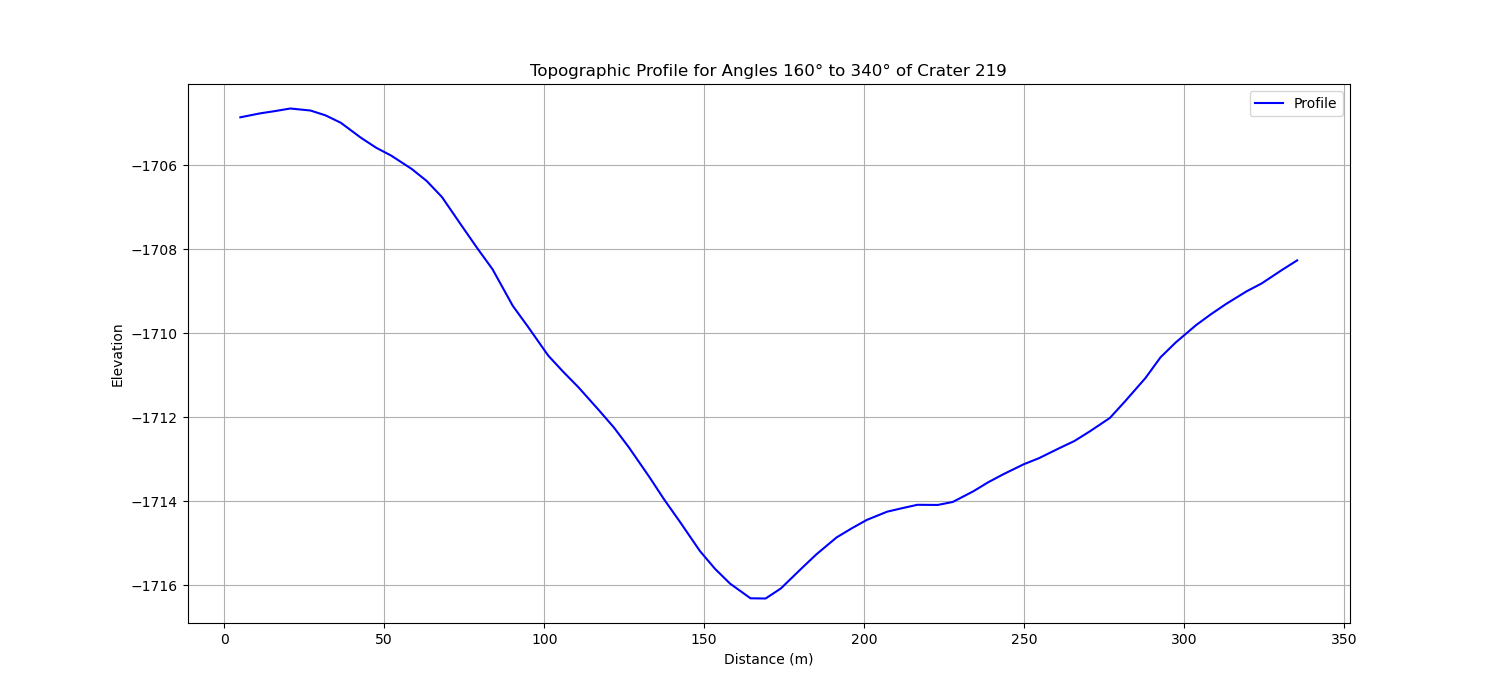 Topographic Profile for Angles 160° to 340° of Crater 219
Profile
−1706
−1708
−1710
−1712
−1714
−1716
Elevation
0 50 100 150 200 250 300 350
Distance (m)